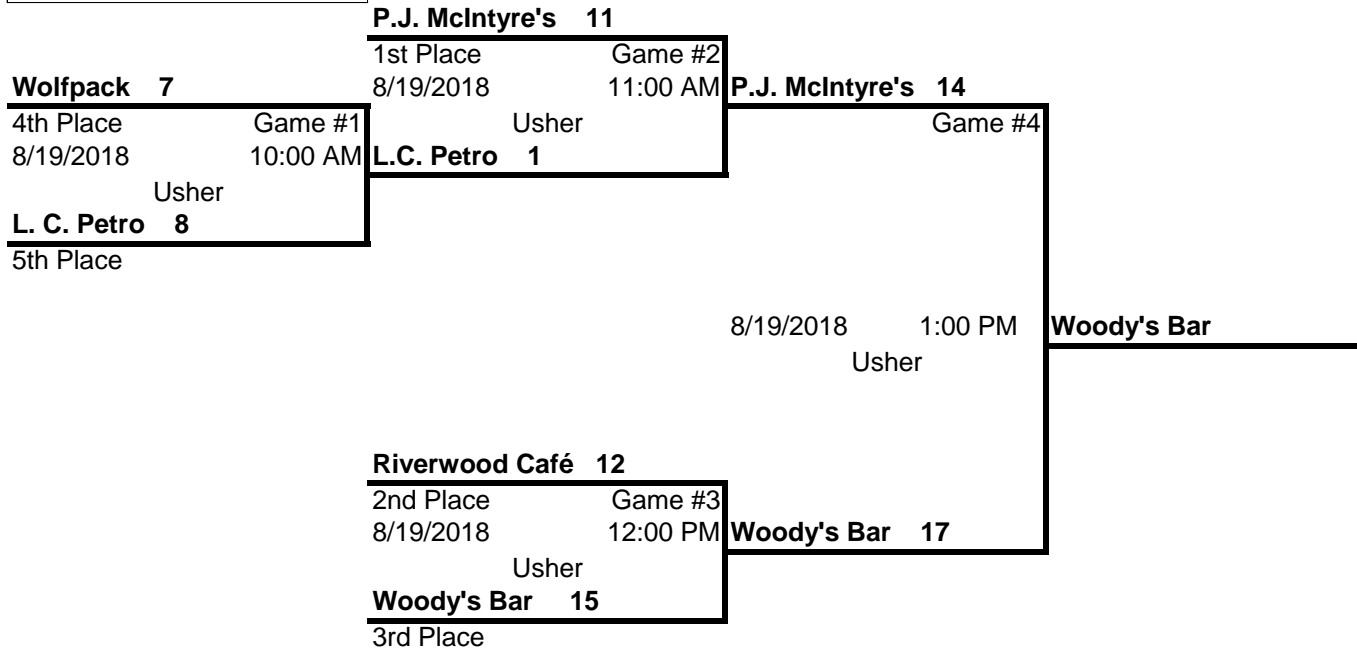 P.J. McIntyre's 11
1st Place Game #2
Wolfpack 7 8/19/2018 11:00 AM P.J. McIntyre's 14
4th Place Game #1 Usher Game #4
8/19/2018 10:00 AM L.C. Petro 1
Usher
L. C. Petro 8
5th Place
8/19/2018 1:00 PM Woody's Bar
Usher
Riverwood Café 12
2nd Place Game #3
8/19/2018 12:00 PM Woody's Bar 17
Usher
Woody's Bar 15
3rd Place